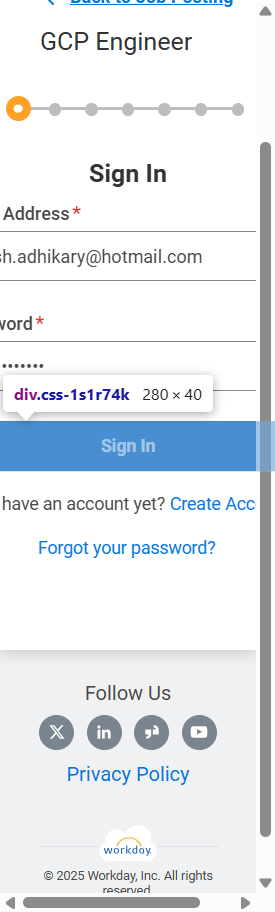 Back to Job Posting
GCP Engineer
Sign In
Address*
sh.adhikary@hotmail.com
word*
•••••••
div.css-1s1r74k 280 × 40
Sign In
have an account yet? Create Acc
Forgot your password?
Follow Us
Privacy Policy
workday.
© 2025 Workday, Inc. All rights
reserved.